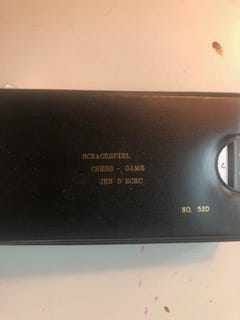 SCHACHSPIEL
CHESS - GAME
JEU D'ECHC
NO. 520